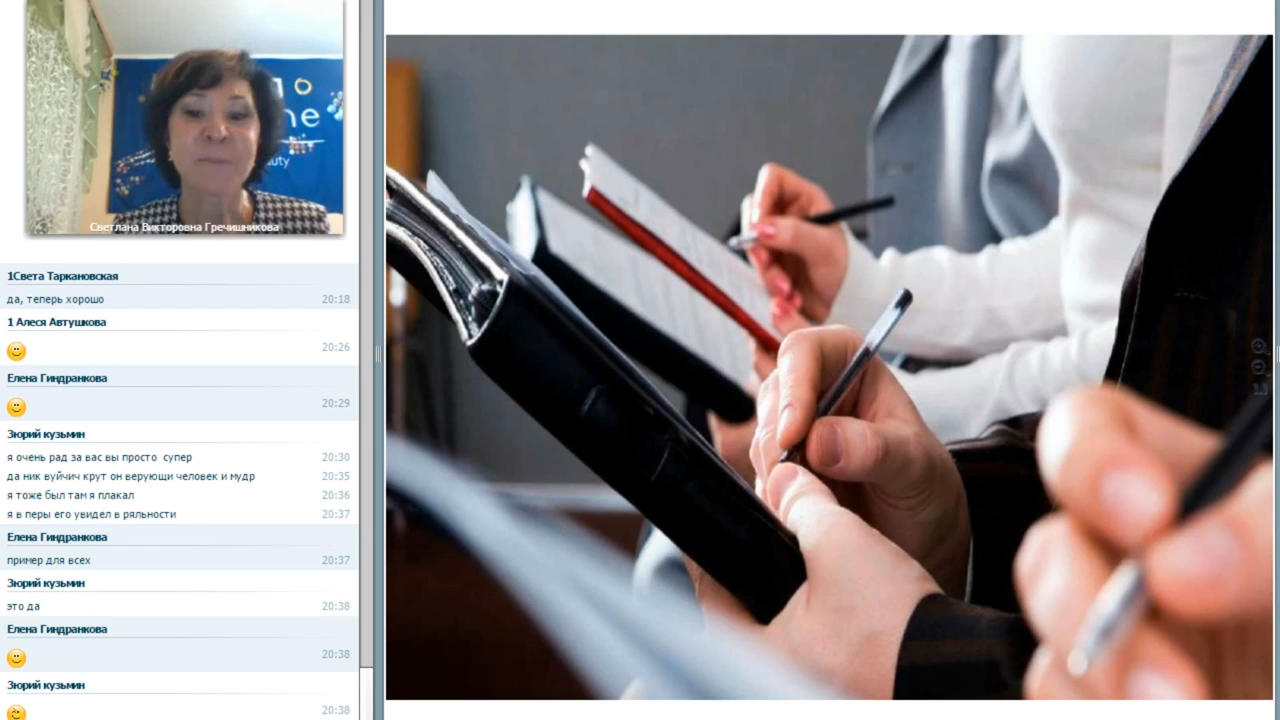 ne
uty
Светлана Викторовна Гречишникова
1Света Таркановская
да, теперь хорошо 20:18
1 Алеся Автушкова
20:26
Елена Гиндранкова
20:29
Зюрий кузьмин
я очень рад за вас вы просто супер 20:30
да ник вуйчич крут он верующи человек и мудр 20:35
я тоже был там я плакал 20:36
я в перы его увидел в ряльности 20:37
Елена Гиндранкова
пример для всех 20:37
Зюрий кузьмин
это да 20:38
Елена Гиндранкова
20:38
Зюрий кузьмин
20:38